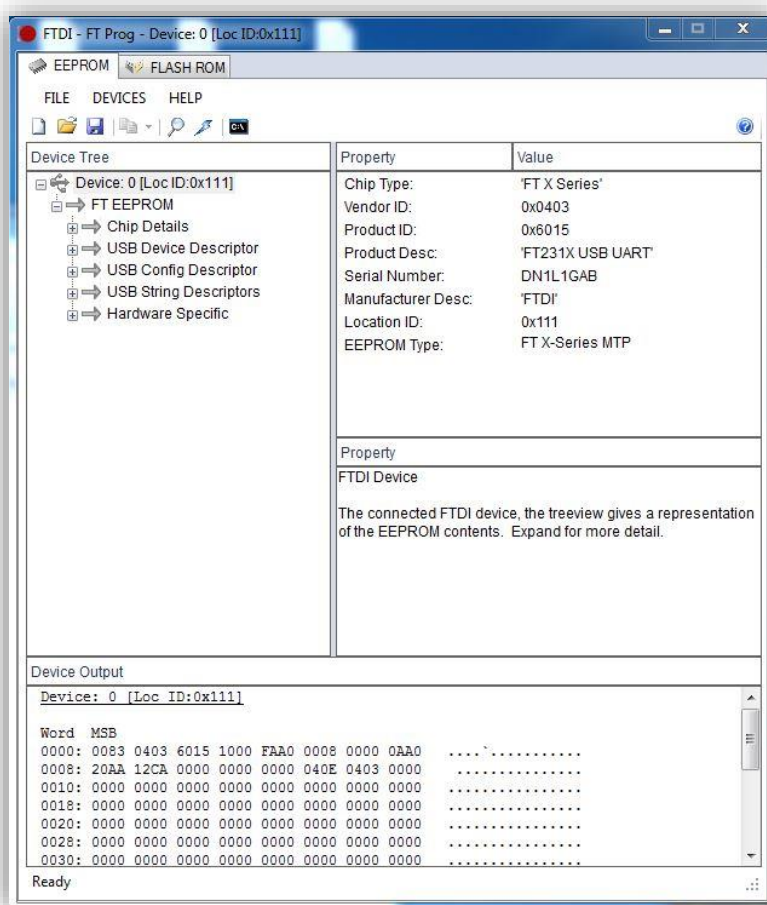 FTDI - FT Prog - Device: 0 [Loc ID:0x111]
EEPROM FLASH ROM
FILE DEVICES HELP
C:\
Device Tree
Device: 0 [Loc ID:0x111]
FT EEPROM
Chip Details
USB Device Descriptor
USB Config Descriptor
USB String Descriptors
Hardware Specific
Property Value
Chip Type: 'FT X Series'
Vendor ID: 0x0403
Product ID: 0x6015
Product Desc: 'FT231X USB UART'
Serial Number: DN1L1GAB
Manufacturer Desc: 'FTDI'
Location ID: 0x111
EEPROM Type: FT X-Series MTP
Property
FTDI Device
The connected FTDI device, the treeview gives a representation
of the EEPROM contents. Expand for more detail.
Device Output
Device: 0 [Loc ID:0x111]
Word MSB
0000: 0083 0403 6015 1000 FAA0 0008 0000 0AA0 ....`...........
0008: 20AA 12CA 0000 0000 0000 040E 0403 0000 ...............
0010: 0000 0000 0000 0000 0000 0000 0000 0000 ................
0018: 0000 0000 0000 0000 0000 0000 0000 0000 ................
0020: 0000 0000 0000 0000 0000 0000 0000 0000 ................
0028: 0000 0000 0000 0000 0000 0000 0000 0000 ................
0030: 0000 0000 0000 0000 0000 0000 0000 0000 ................
Ready